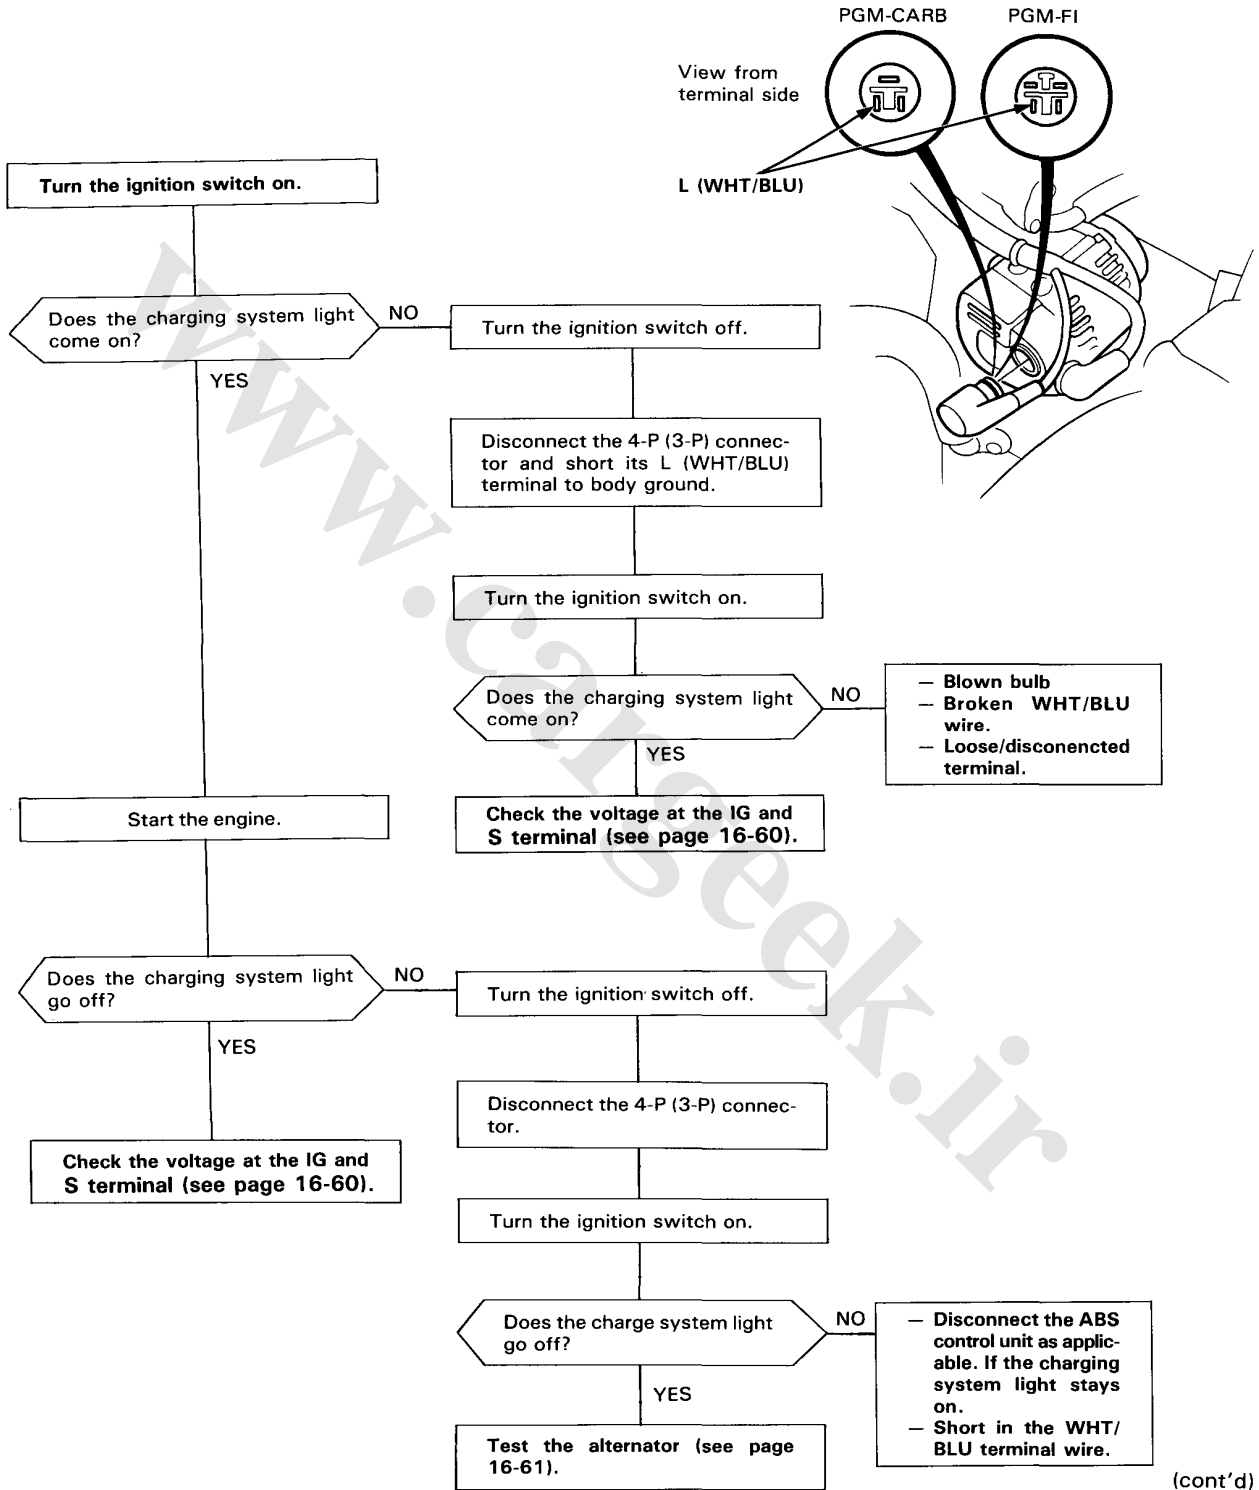 PGM-CARB
PGM-FI
View from
terminal side
L (WHT/BLU)
Turn the ignition switch on.
Does the charging system light
come on?
NO
YES
Turn the ignition switch off.
Disconnect the 4-P (3-P) connec-
tor and short its L (WHT/BLU)
terminal to body ground.
Turn the ignition switch on.
Does the charging system light
come on?
NO
— Blown bulb
— Broken WHT/BLU
wire.
— Loose/disconencted
terminal.
YES
Check the voltage at the IG and
S terminal (see page 16-60).
Start the engine.
Does the charging system light
go off?
NO
YES
Check the voltage at the IG and
S terminal (see page 16-60).
Turn the ignition switch off.
Disconnect the 4-P (3-P) connec-
tor.
Turn the ignition switch on.
Does the charge system light
go off?
NO
— Disconnect the ABS
control unit as applic-
able. If the charging
system light stays
on.
— Short in the WHT/
BLU terminal wire.
YES
Test the alternator (see page
16-61).
(cont'd)
www.cargeek.ir